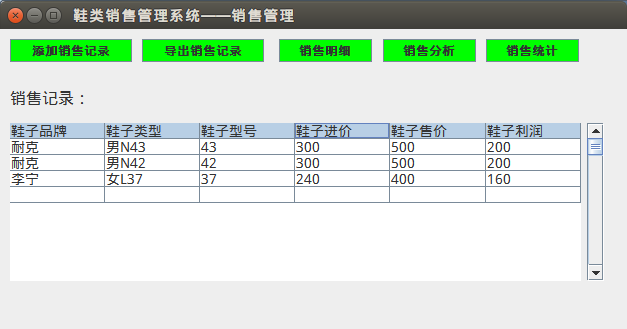 鞋类销售管理系统——销售管理
添加销售记录 导出销售记录 销售明细 销售分析 销售统计
销售记录：
鞋子品牌 鞋子类型 鞋子型号 鞋子进价 鞋子售价 鞋子利润
耐克 男N43 43 300 500 200
耐克 男N42 42 300 500 200
李宁 女L37 37 240 400 160